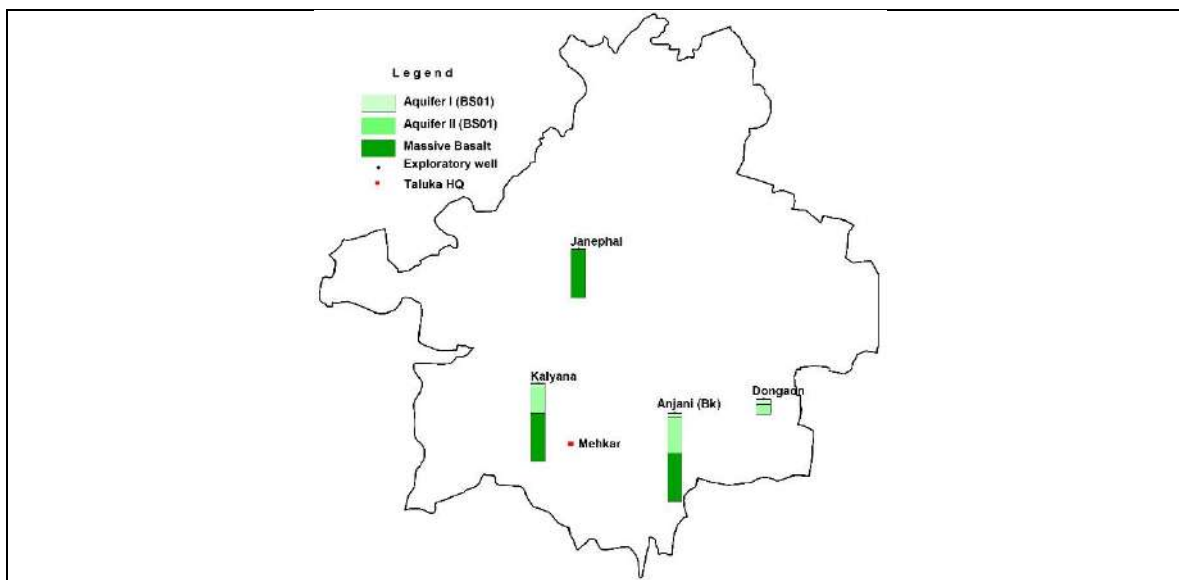 Legend
Aquifer I (BS01)
Aquifer II (BS01)
Massive Basalt
Exploratory well
Taluka HQ
Janephal
Kalyana
Dongaon
Anjani (Bk)
Mehkar